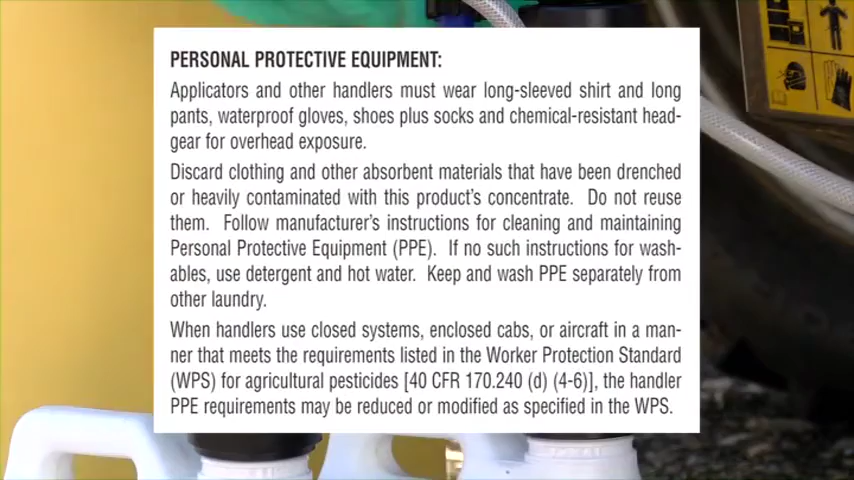 PERSONAL PROTECTIVE EQUIPMENT:
Applicators and other handlers must wear long-sleeved shirt and long
pants, waterproof gloves, shoes plus socks and chemical-resistant head-
gear for overhead exposure.
Discard clothing and other absorbent materials that have been drenched
or heavily contaminated with this product's concentrate. Do not reuse
them. Follow manufacturer's instructions for cleaning and maintaining
Personal Protective Equipment (PPE). If no such instructions for wash-
ables, use detergent and hot water. Keep and wash PPE separately from
other laundry.
When handlers use closed systems, enclosed cabs, or aircraft in a man-
ner that meets the requirements listed in the Worker Protection Standard
(WPS) for agricultural pesticides [40 CFR 170.240 (d) (4-6)], the handler
PPE requirements may be reduced or modified as specified in the WPS.